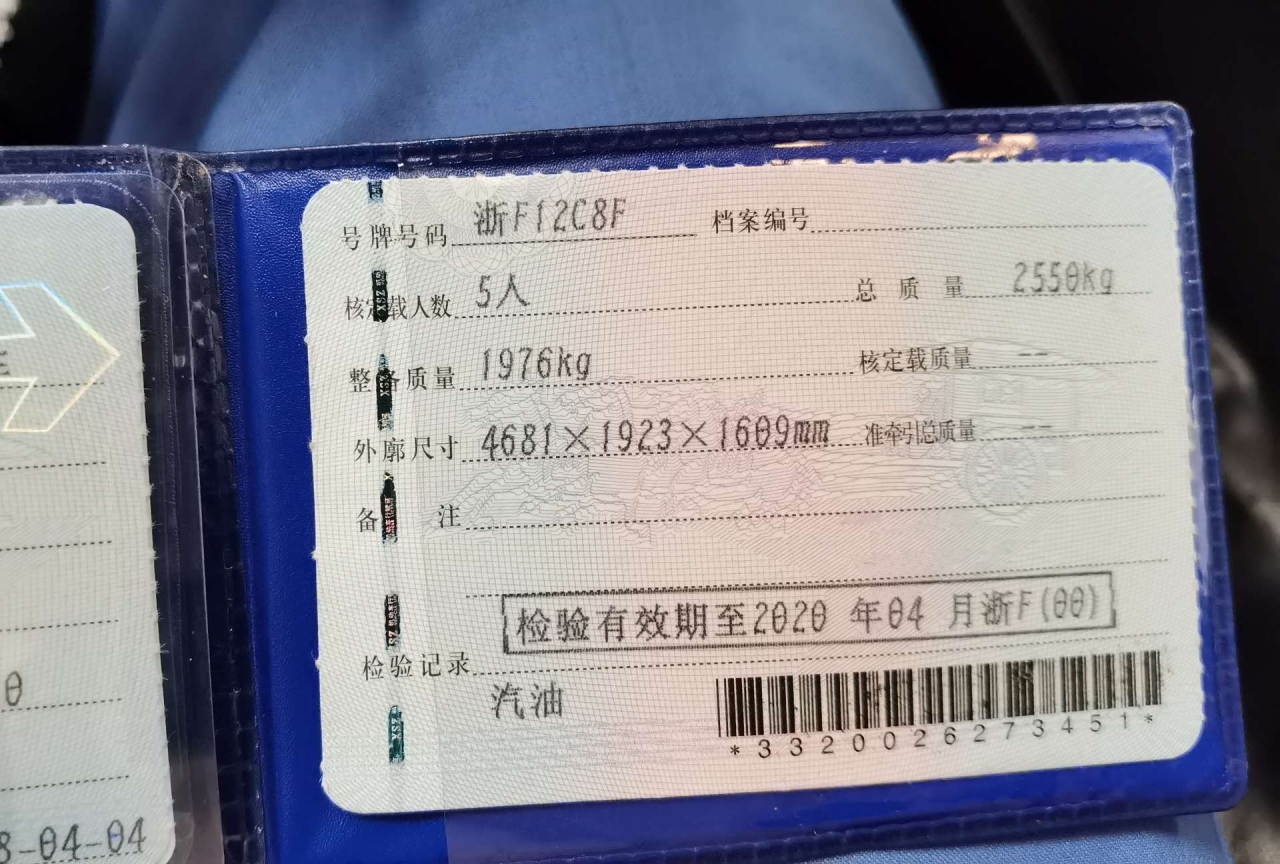 号牌号码 浙F12C8F 档案编号
核定载人数 5人 总质量 2550kg
整备质量 1976kg 核定载质量 --
外廓尺寸 4681×1923×1609mm 准牵引总质量 --
备注
检验有效期至2020 年04 月浙F(00)
检验记录
汽油
*3320026273451*
0
8-04-04